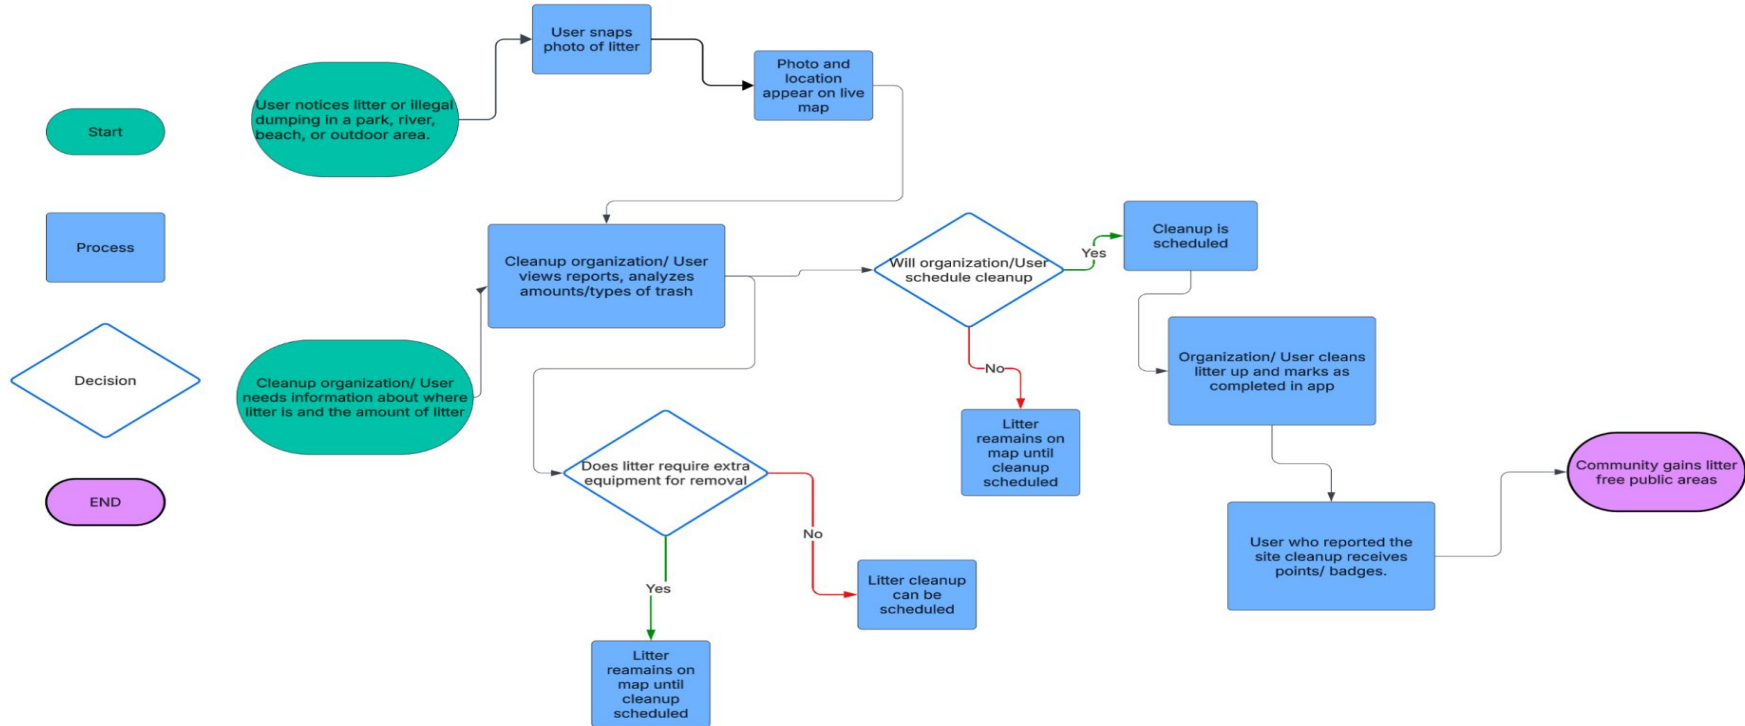 Start
Process
Decision
END
User notices litter or illegal
dumping in a park, river,
beach, or outdoor area.
User snaps
photo of litter
Photo and
location
appear on live
map
Cleanup organization/ User
views reports, analyzes
amounts/types of trash
Cleanup organization/ User
needs information about where
litter is and the amount of litter
Will organization/User
schedule cleanup
Yes
Cleanup is
scheduled
No
Litter
reamains on
map until
cleanup
scheduled
Organization/ User cleans
litter up and marks as
completed in app
User who reported the
site cleanup receives
points/ badges.
Community gains litter
free public areas
Does litter require extra
equipment for removal
No
Litter cleanup
can be
scheduled
Yes
Litter
reamains on
map until
cleanup
scheduled